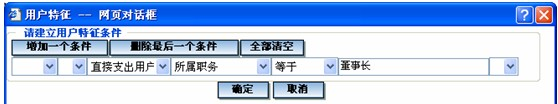 用户特征 -- 网页对话框
请建立用户特征条件
增加一个条件 删除最后一个条件 全部清空
直接支出用户 所属职务 等于 董事长
确定 取消